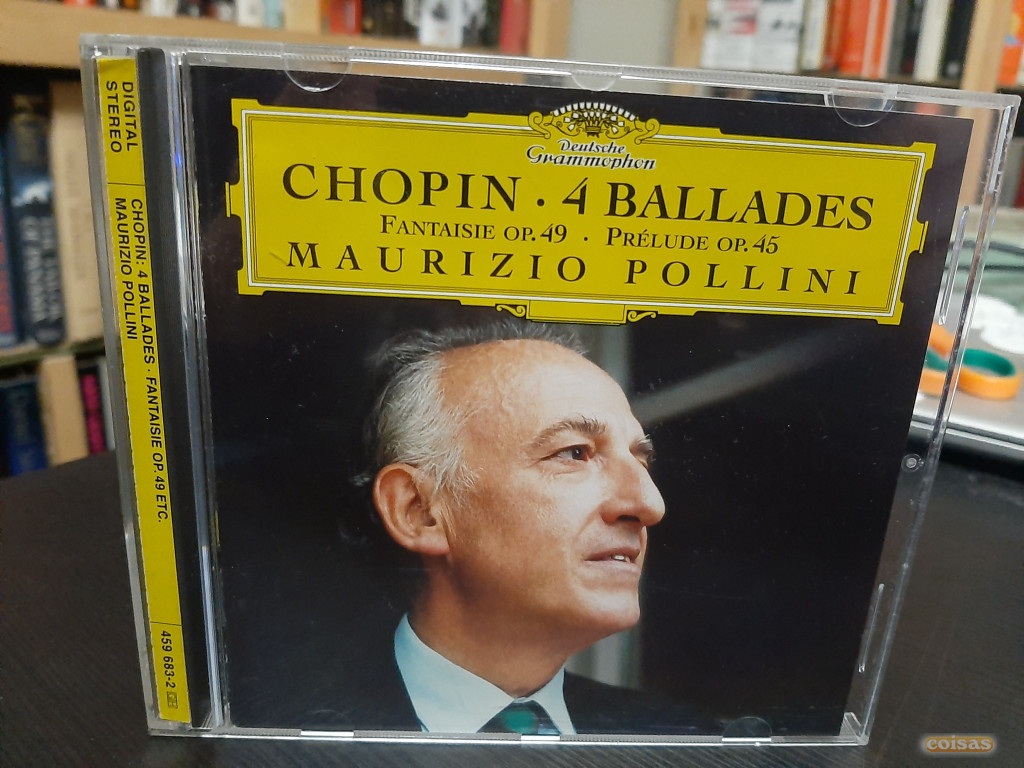 DIGITAL
STEREO
CHOPIN: 4 BALLADES · FANTAISIE OP. 49 ETC.
MAURIZIO POLLINI
459 683-2
Deutsche
Grammophon
CHOPIN · 4 BALLADES
FANTAISIE OP. 49 · PRÉLUDE OP. 45
MAURIZIO POLLINI
coisas